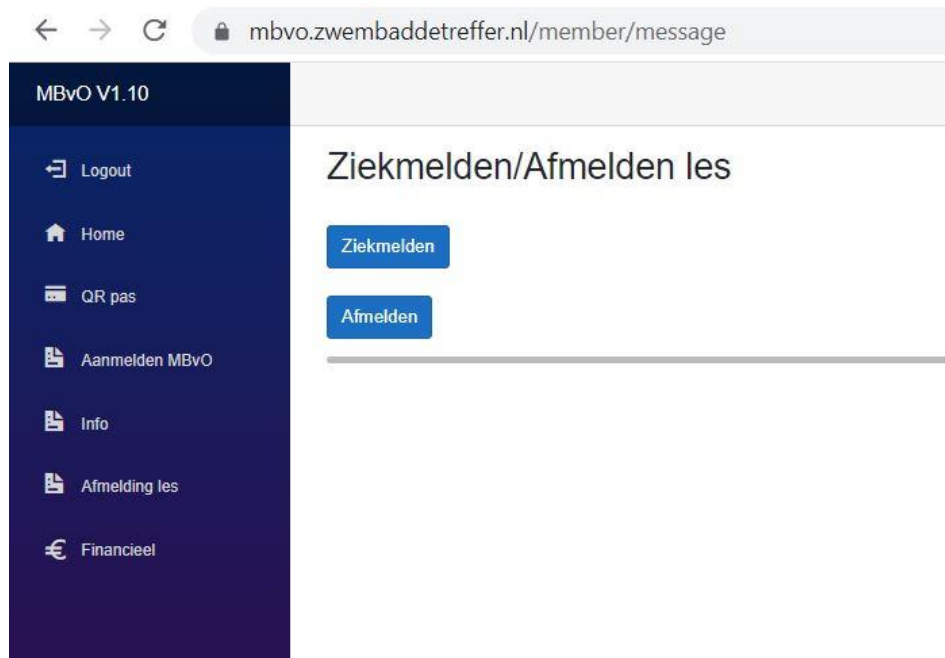 mbvo.zwembaddetreffer.nl/member/message
MBvO V1.10
Logout
Home
QR pas
Aanmelden MBvO
Info
Afmelding les
Financieel
Ziekmelden/Afmelden les
Ziekmelden
Afmelden